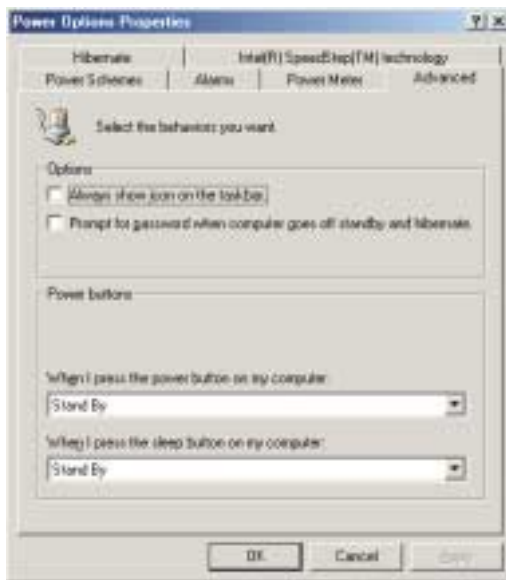 Power Options Properties
Hibernate Intel(R) SpeedStep(TM) technology
Power Schemes Alarms Power Meter Advanced
Select the behaviors you want.
Options
Always show icon on the taskbar.
Prompt for password when computer goes off standby and hibernate.
Power buttons
When I press the power button on my computer:
Stand By
When I press the sleep button on my computer:
Stand By
OK Cancel Apply